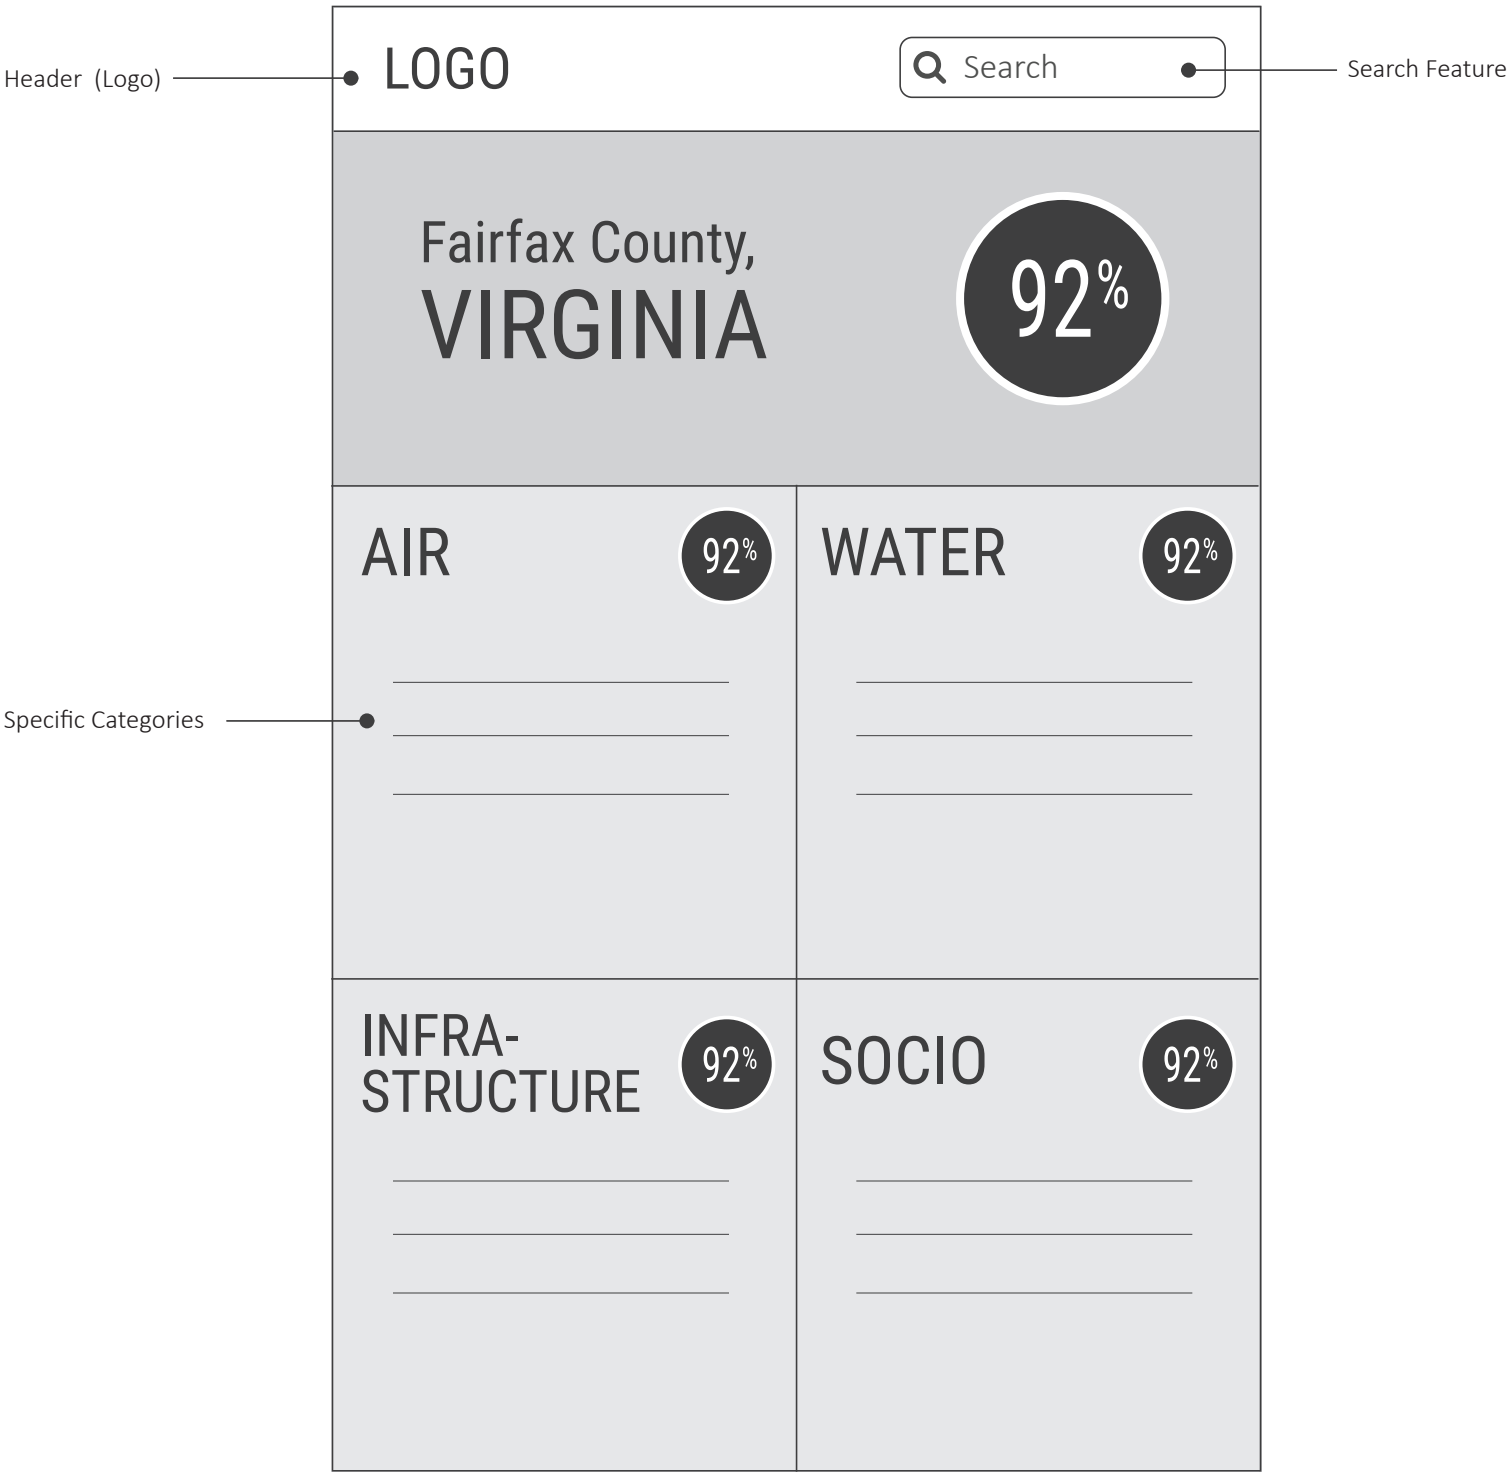 Header (Logo)
LOGO
Search
Search Feature
Fairfax County,
VIRGINIA
92%
AIR
92%
WATER
92%
Specific Categories
INFRA-
STRUCTURE
92%
SOCIO
92%